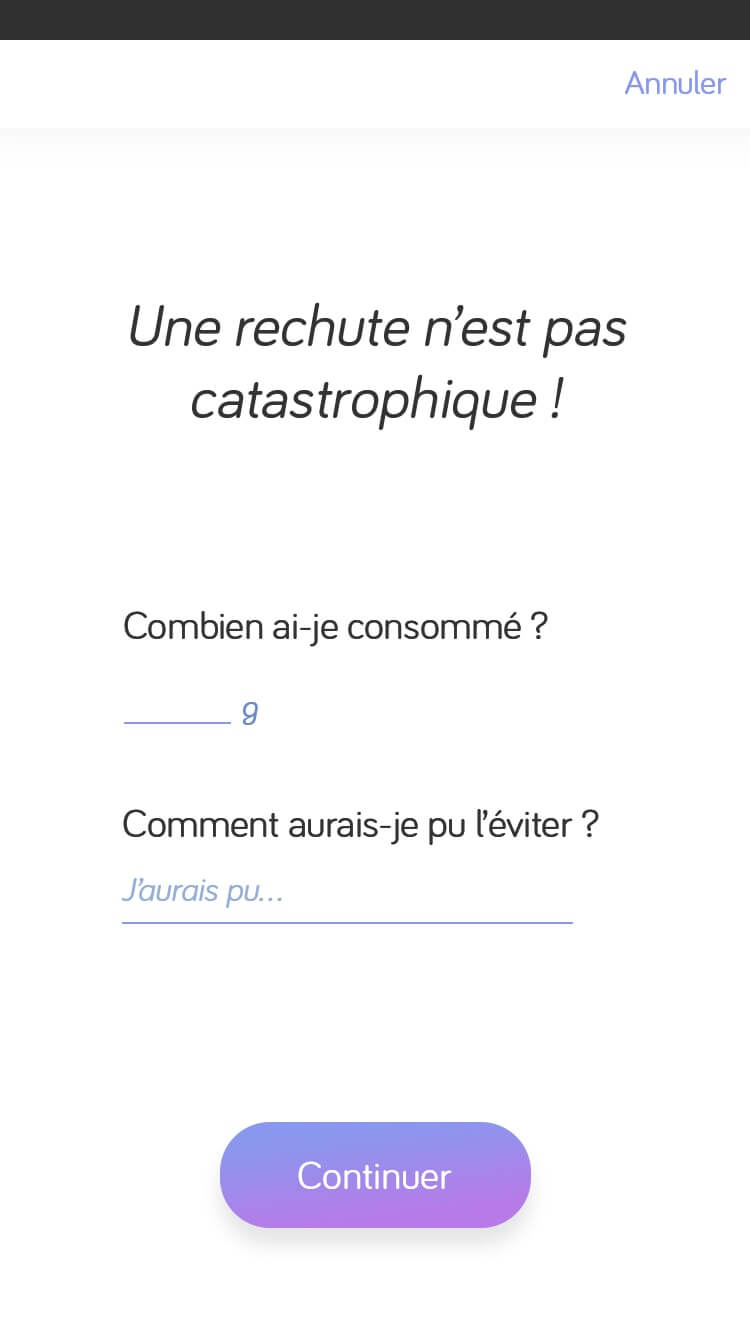 Annuler
Une rechute n’est pas
catastrophique !
Combien ai-je consommé ?
g
Comment aurais-je pu l’éviter ?
J’aurais pu...
Continuer